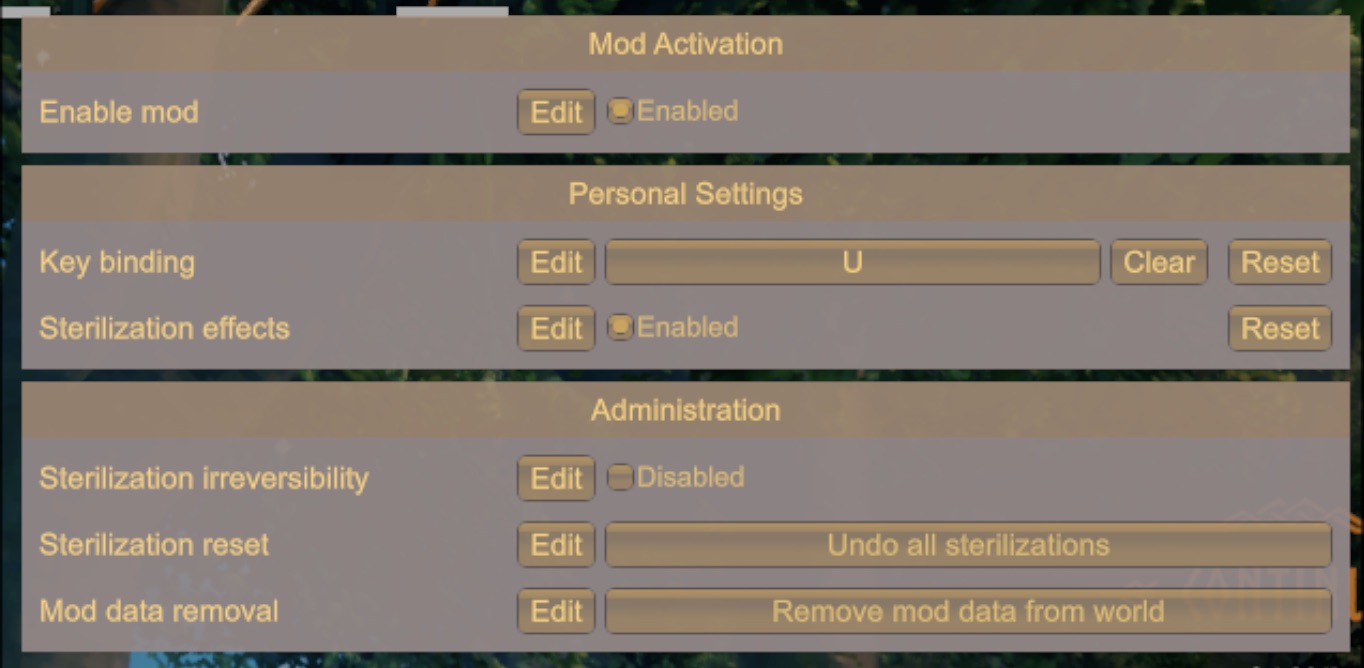 Mod Activation
Enable mod Edit Enabled
Personal Settings
Key binding Edit U Clear Reset
Sterilization effects Edit Enabled Reset
Administration
Sterilization irreversibility Edit Disabled
Sterilization reset Edit Undo all sterilizations
Mod data removal Edit Remove mod data from world